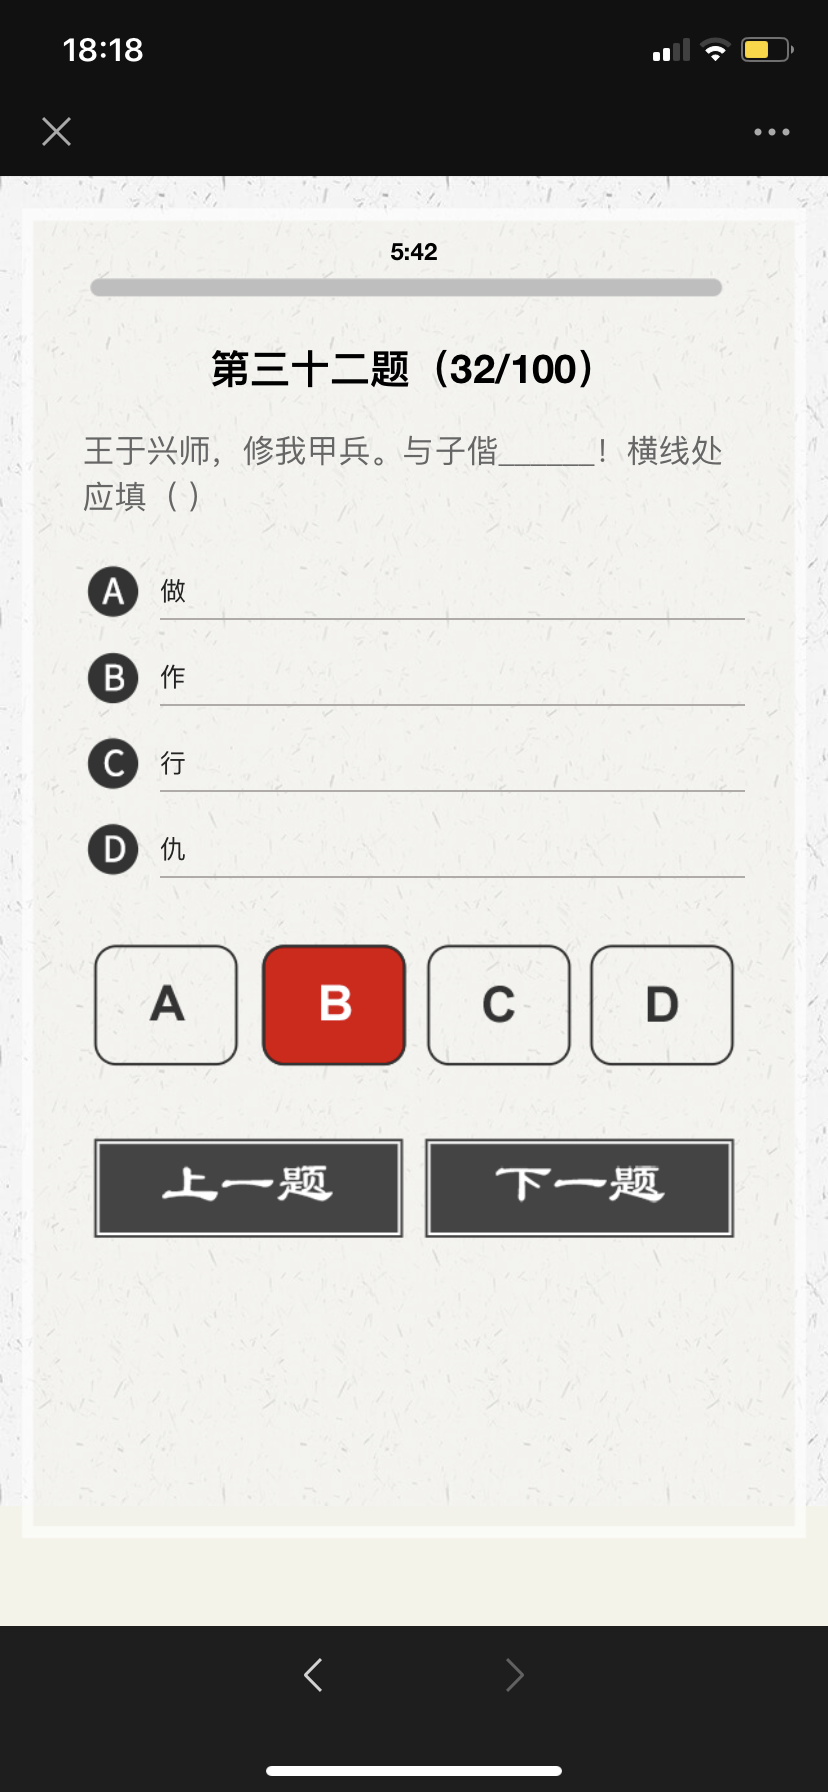 18:18
5:42
第三十二题（32/100）
王于兴师，修我甲兵。与子偕______！横线处
应填（ ）
A 做
B 作
C 行
D 仇
A B C D
上一题 下一题